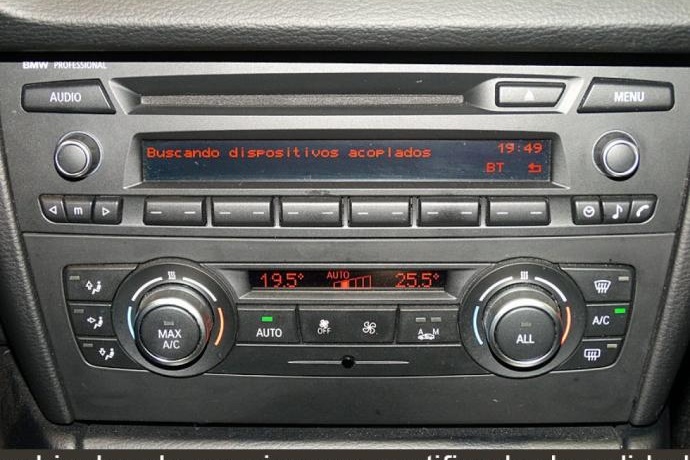 BMW PROFESSIONAL
AUDIO
MENU
Buscando dispositivos acoplados 19:49
BT
m
19.5° AUTO 25.5°
MAX A/C
AUTO
OFF
A M
ALL
A/C